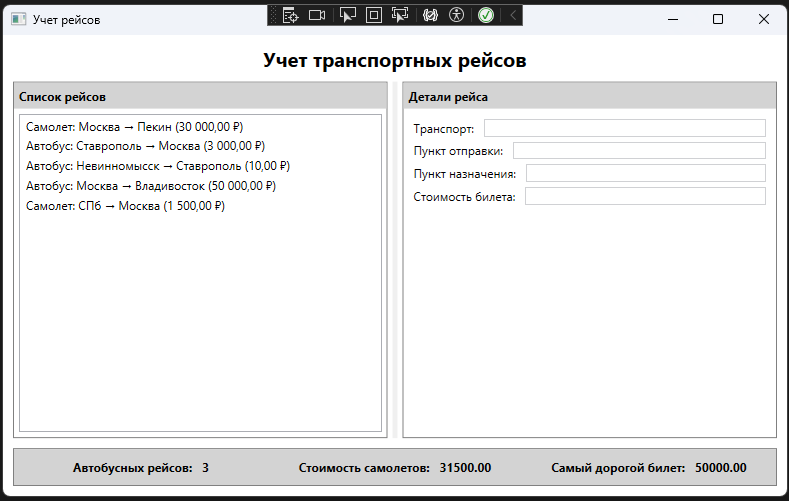 Учет рейсов
Учет транспортных рейсов
Список рейсов
Самолет: Москва → Пекин (30 000,00 ₽)
Автобус: Ставрополь → Москва (3 000,00 ₽)
Автобус: Невинномысск → Ставрополь (10,00 ₽)
Автобус: Москва → Владивосток (50 000,00 ₽)
Самолет: СПб → Москва (1 500,00 ₽)
Детали рейса
Транспорт:
Пункт отправки:
Пункт назначения:
Стоимость билета:
Автобусных рейсов: 3 Стоимость самолетов: 31500.00 Самый дорогой билет: 50000.00